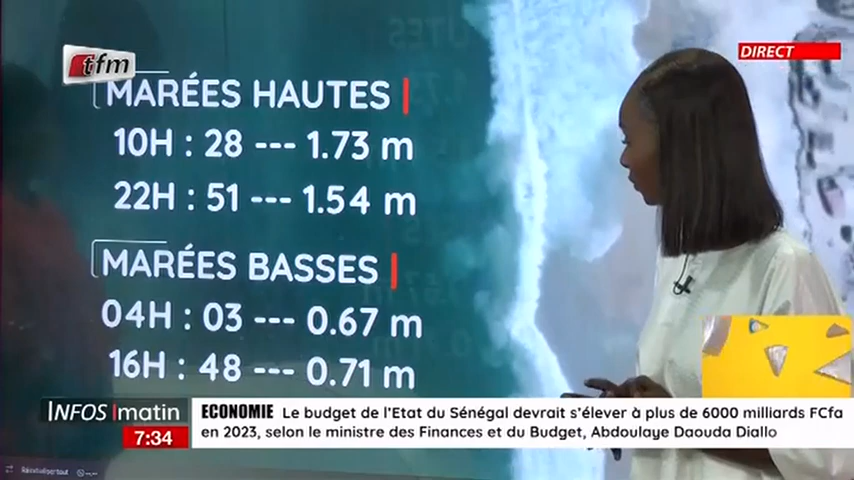 tfm
DIRECT
MARÉES HAUTES
10H : 28 --- 1.73 m
22H : 51 --- 1.54 m
MARÉES BASSES
04H : 03 --- 0.67 m
16H : 48 --- 0.71 m
INFOS matin
7:34
ECONOMIE Le budget de l'Etat du Sénégal devrait s'élever à plus de 6000 milliards FCfa
en 2023, selon le ministre des Finances et du Budget, Abdoulaye Daouda Diallo